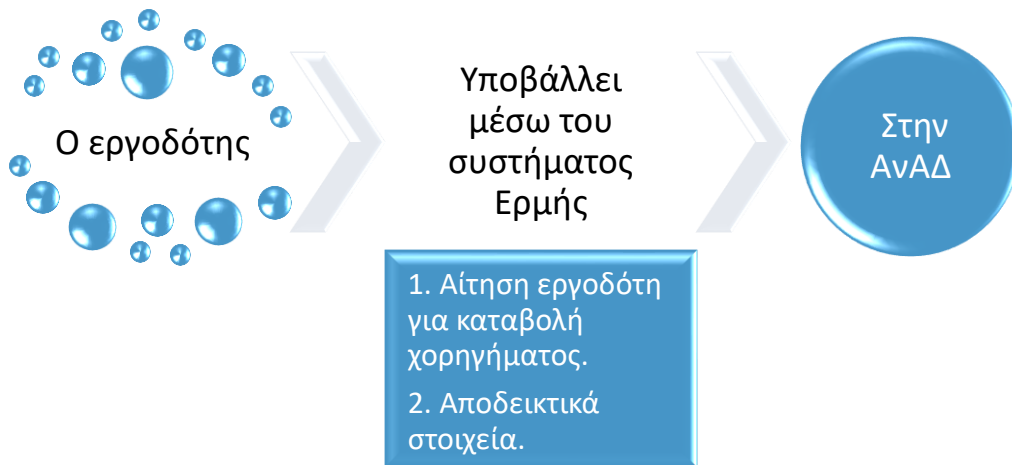 Ο εργοδότης
Υποβάλλει
μέσω του
συστήματος
Ερμής
1. Αίτηση εργοδότη
για καταβολή
χορηγήματος.
2. Αποδεικτικά
στοιχεία.
Στην
ΑνΑΔ